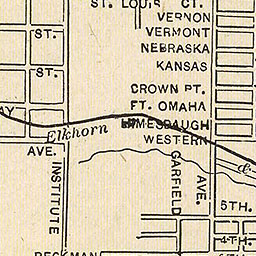 ST. LOUIS CT.
VERNON
VERMONT
ST.
NEBRASKA
KANSAS
ST.
CROWN PT.
FT. OMAHA
AY
Elkhorn
WESTERN
AVE.
INSTITUTE
GARFIELD
AVE.
5TH.
4TH.
BECKMAN